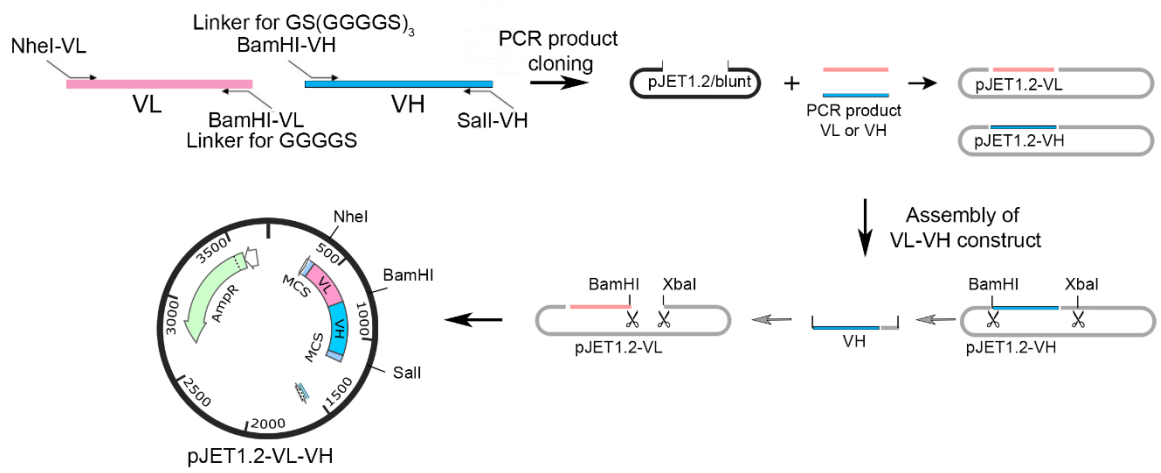 Linker for GS(GGGGS)3
NheI-VL
BamHI-VH
VL
VH
BamHI-VL
Linker for GGGGS
SalI-VH
PCR product
cloning
pJET1.2/blunt
+
PCR product
VL or VH
pJET1.2-VL
pJET1.2-VH
Assembly of
VL-VH construct
BamHI
XbaI
pJET1.2-VL
VH
BamHI
XbaI
pJET1.2-VH
NheI
BamHI
SalI
500
1000
1500
2000
2500
3000
3500
AmpR
MCS
VL
VH
MCS
pJET1.2-VL-VH